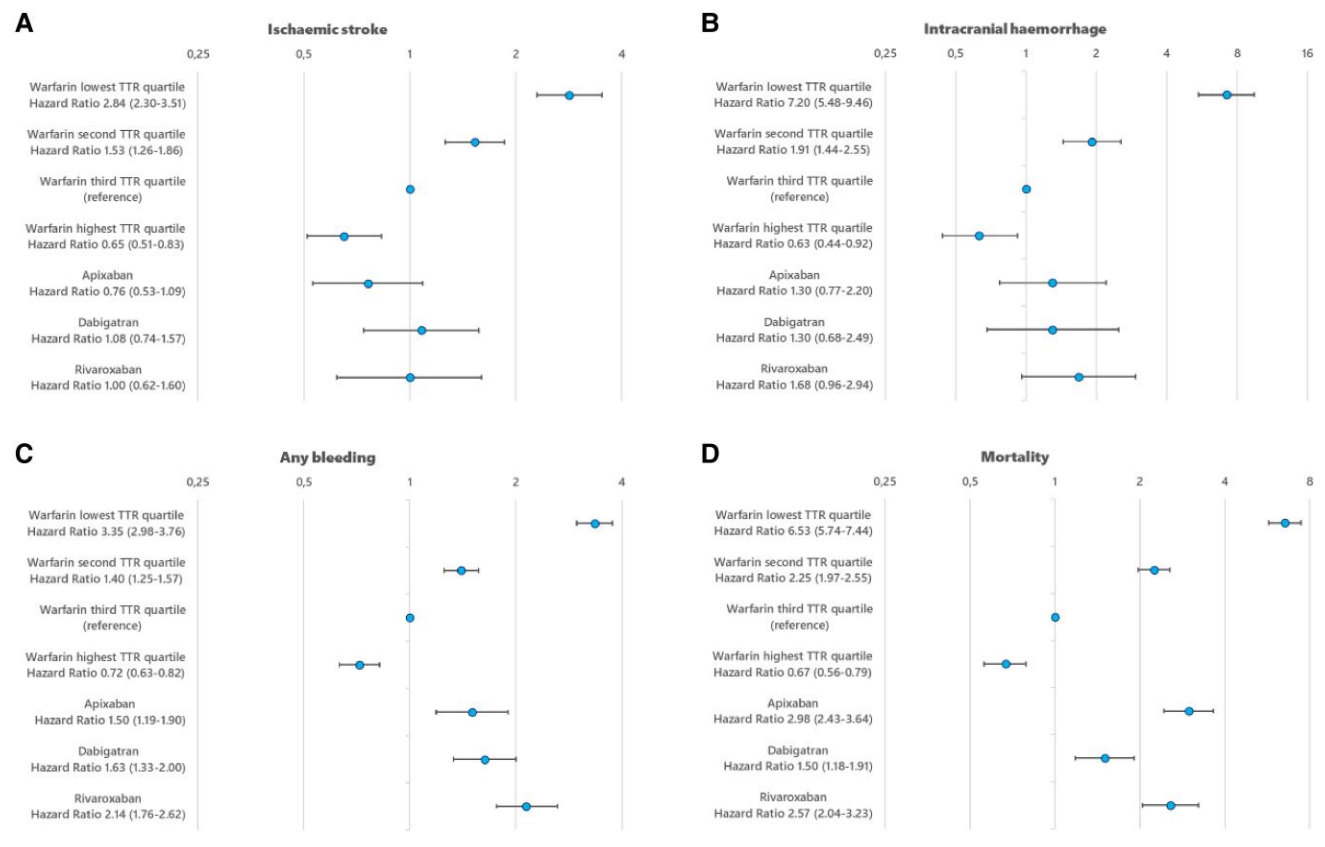 A
Ischaemic stroke
0,25 0,5 1 2 4
Warfarin lowest TTR quartile
Hazard Ratio 2.84 (2.30-3.51)
Warfarin second TTR quartile
Hazard Ratio 1.53 (1.26-1.86)
Warfarin third TTR quartile
(reference)
Warfarin highest TTR quartile
Hazard Ratio 0.65 (0.51-0.83)
Apixaban
Hazard Ratio 0.76 (0.53-1.09)
Dabigatran
Hazard Ratio 1.08 (0.74-1.57)
Rivaroxaban
Hazard Ratio 1.00 (0.62-1.60)
B
Intracranial haemorrhage
0,25 0,5 1 2 4 8 16
Warfarin lowest TTR quartile
Hazard Ratio 7.20 (5.48-9.46)
Warfarin second TTR quartile
Hazard Ratio 1.91 (1.44-2.55)
Warfarin third TTR quartile
(reference)
Warfarin highest TTR quartile
Hazard Ratio 0.63 (0.44-0.92)
Apixaban
Hazard Ratio 1.30 (0.77-2.20)
Dabigatran
Hazard Ratio 1.30 (0.68-2.49)
Rivaroxaban
Hazard Ratio 1.68 (0.96-2.94)
C
Any bleeding
0,25 0,5 1 2 4
Warfarin lowest TTR quartile
Hazard Ratio 3.35 (2.98-3.76)
Warfarin second TTR quartile
Hazard Ratio 1.40 (1.25-1.57)
Warfarin third TTR quartile
(reference)
Warfarin highest TTR quartile
Hazard Ratio 0.72 (0.63-0.82)
Apixaban
Hazard Ratio 1.50 (1.19-1.90)
Dabigatran
Hazard Ratio 1.63 (1.33-2.00)
Rivaroxaban
Hazard Ratio 2.14 (1.76-2.62)
D
Mortality
0,25 0,5 1 2 4 8
Warfarin lowest TTR quartile
Hazard Ratio 6.53 (5.74-7.44)
Warfarin second TTR quartile
Hazard Ratio 2.25 (1.97-2.55)
Warfarin third TTR quartile
(reference)
Warfarin highest TTR quartile
Hazard Ratio 0.67 (0.56-0.79)
Apixaban
Hazard Ratio 2.98 (2.43-3.64)
Dabigatran
Hazard Ratio 1.50 (1.18-1.91)
Rivaroxaban
Hazard Ratio 2.57 (2.04-3.23)